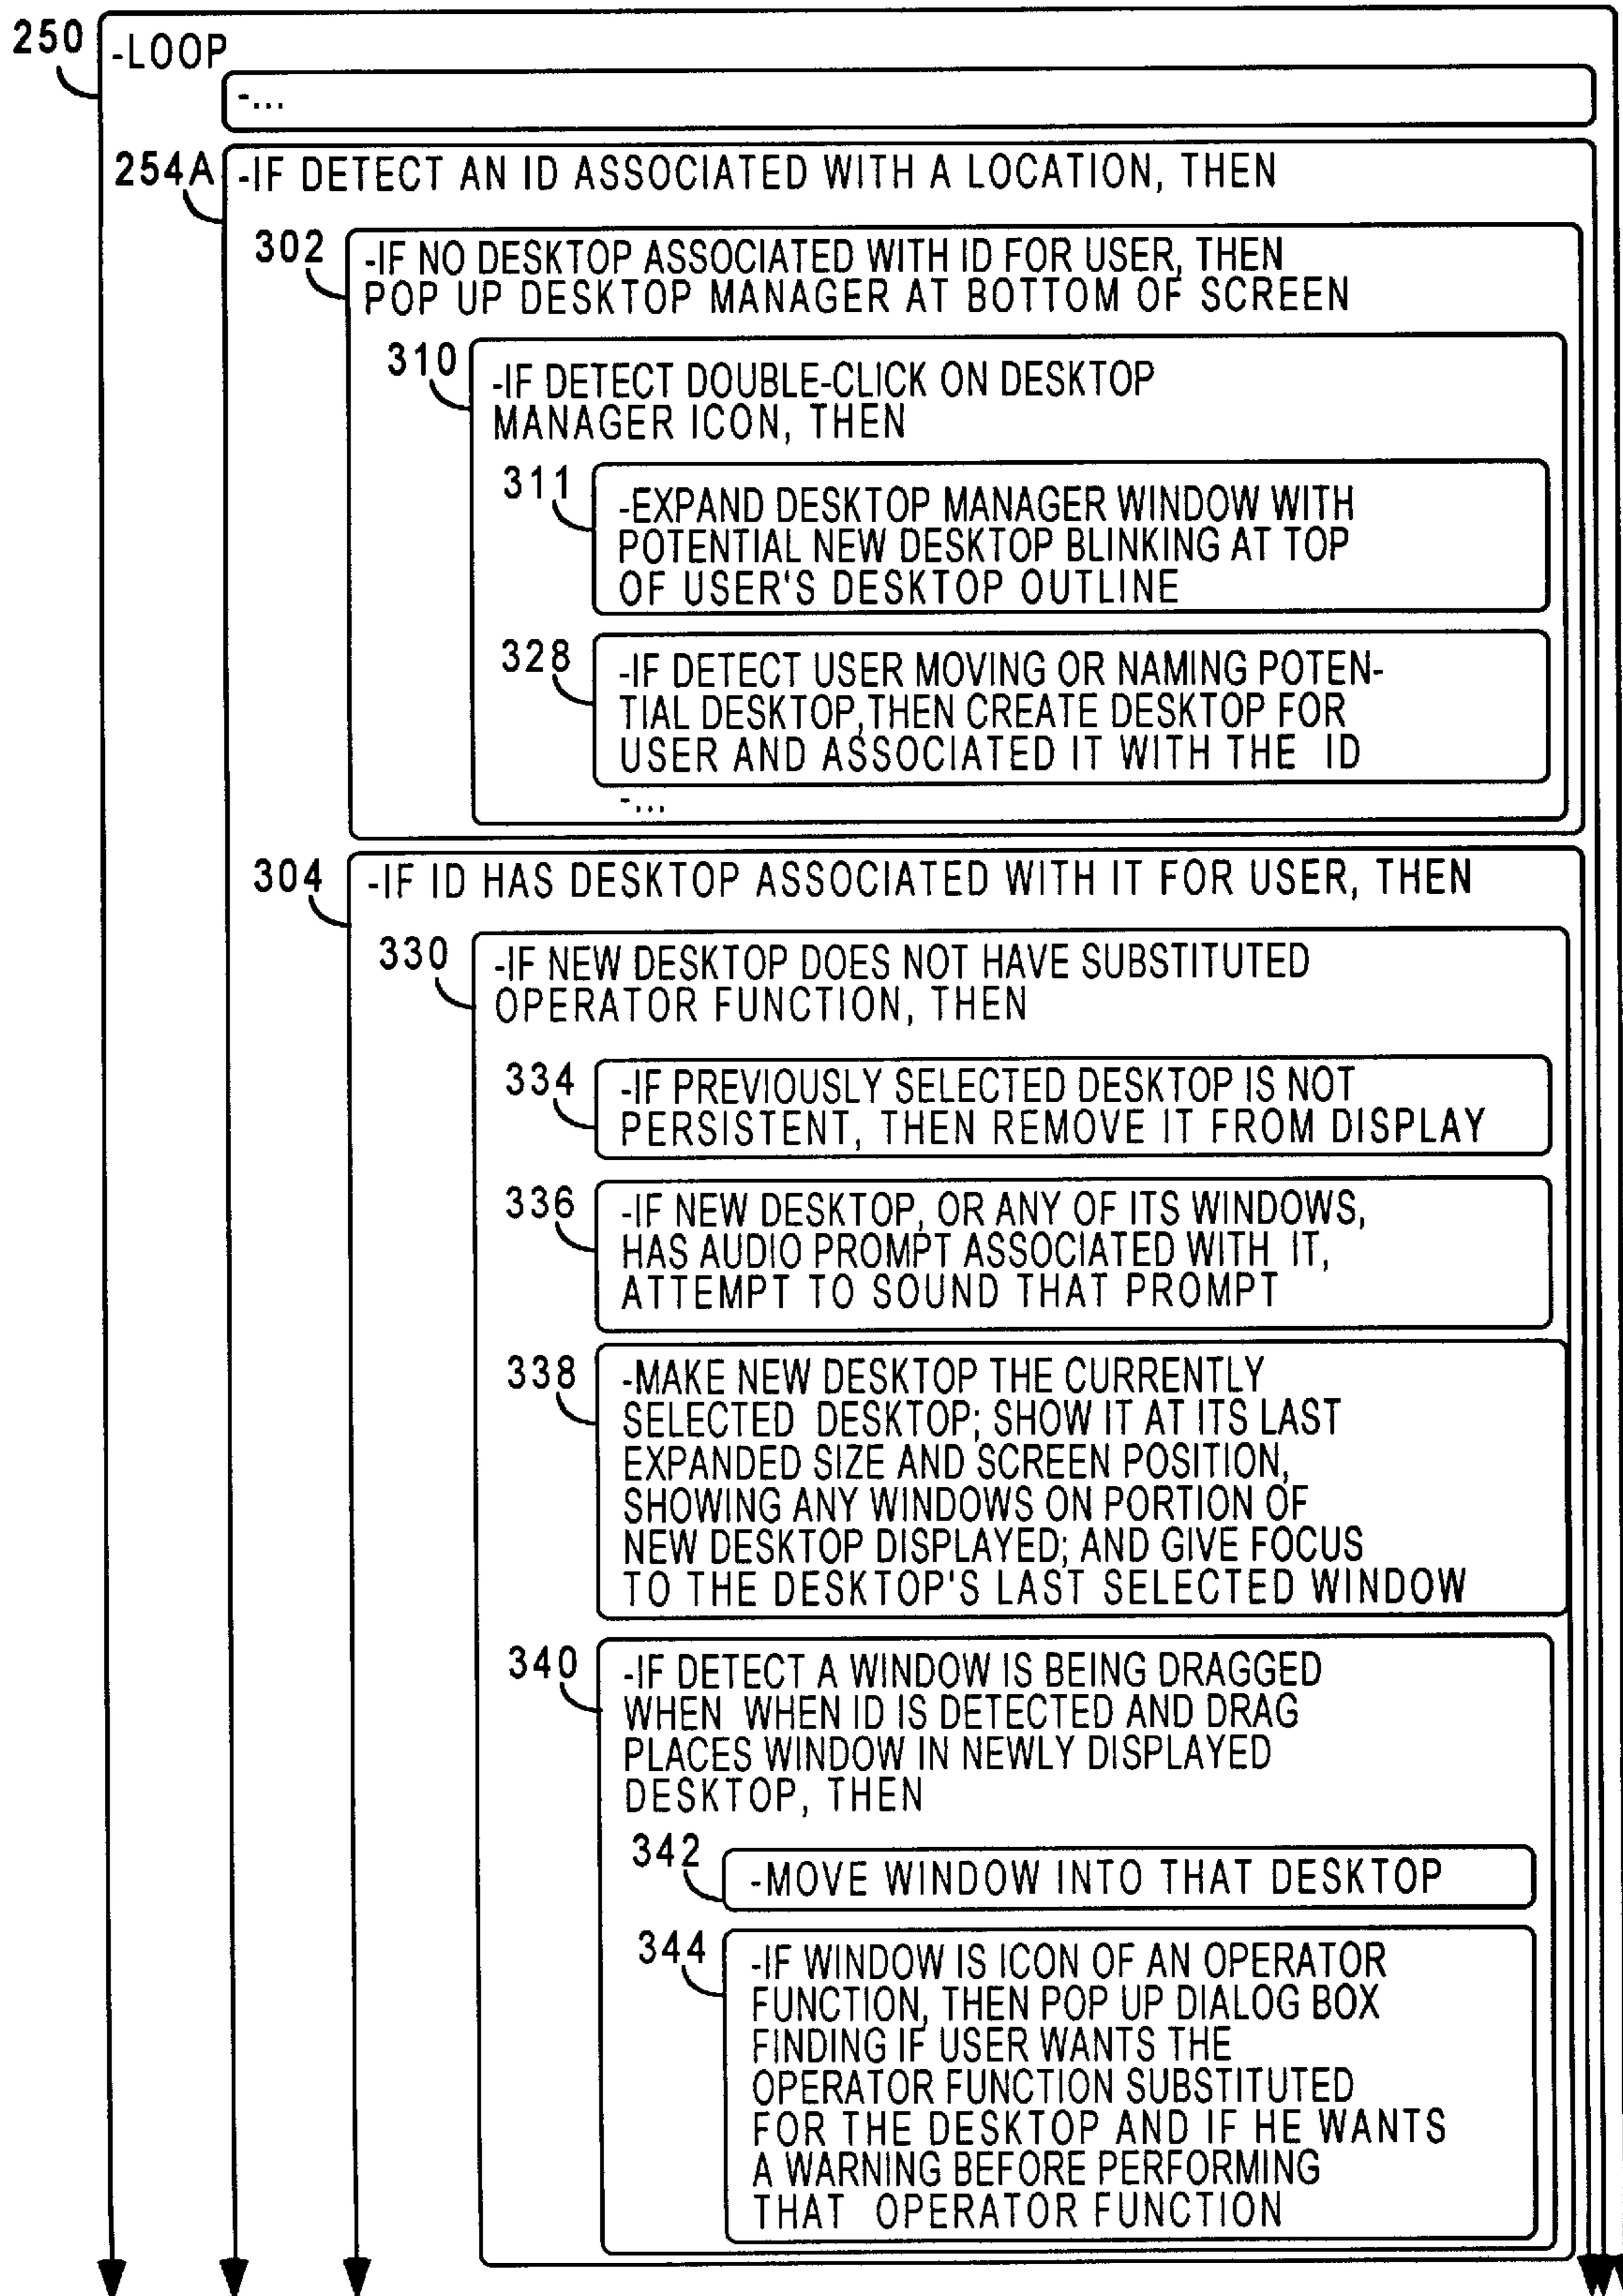 250
-LOOP
-...
254A
-IF DETECT AN ID ASSOCIATED WITH A LOCATION, THEN
302
-IF NO DESKTOP ASSOCIATED WITH ID FOR USER, THEN
POP UP DESKTOP MANAGER AT BOTTOM OF SCREEN
310
-IF DETECT DOUBLE-CLICK ON DESKTOP
MANAGER ICON, THEN
311
-EXPAND DESKTOP MANAGER WINDOW WITH
POTENTIAL NEW DESKTOP BLINKING AT TOP
OF USER'S DESKTOP OUTLINE
328
-IF DETECT USER MOVING OR NAMING POTEN-
TIAL DESKTOP,THEN CREATE DESKTOP FOR
USER AND ASSOCIATED IT WITH THE ID
-...
304
-IF ID HAS DESKTOP ASSOCIATED WITH IT FOR USER, THEN
330
-IF NEW DESKTOP DOES NOT HAVE SUBSTITUTED
OPERATOR FUNCTION, THEN
334
-IF PREVIOUSLY SELECTED DESKTOP IS NOT
PERSISTENT, THEN REMOVE IT FROM DISPLAY
336
-IF NEW DESKTOP, OR ANY OF ITS WINDOWS,
HAS AUDIO PROMPT ASSOCIATED WITH IT,
ATTEMPT TO SOUND THAT PROMPT
338
-MAKE NEW DESKTOP THE CURRENTLY
SELECTED DESKTOP; SHOW IT AT ITS LAST
EXPANDED SIZE AND SCREEN POSITION,
SHOWING ANY WINDOWS ON PORTION OF
NEW DESKTOP DISPLAYED; AND GIVE FOCUS
TO THE DESKTOP'S LAST SELECTED WINDOW
340
-IF DETECT A WINDOW IS BEING DRAGGED
WHEN WHEN ID IS DETECTED AND DRAG
PLACES WINDOW IN NEWLY DISPLAYED
DESKTOP, THEN
342
-MOVE WINDOW INTO THAT DESKTOP
344
-IF WINDOW IS ICON OF AN OPERATOR
FUNCTION, THEN POP UP DIALOG BOX
FINDING IF USER WANTS THE
OPERATOR FUNCTION SUBSTITUTED
FOR THE DESKTOP AND IF HE WANTS
A WARNING BEFORE PERFORMING
THAT OPERATOR FUNCTION